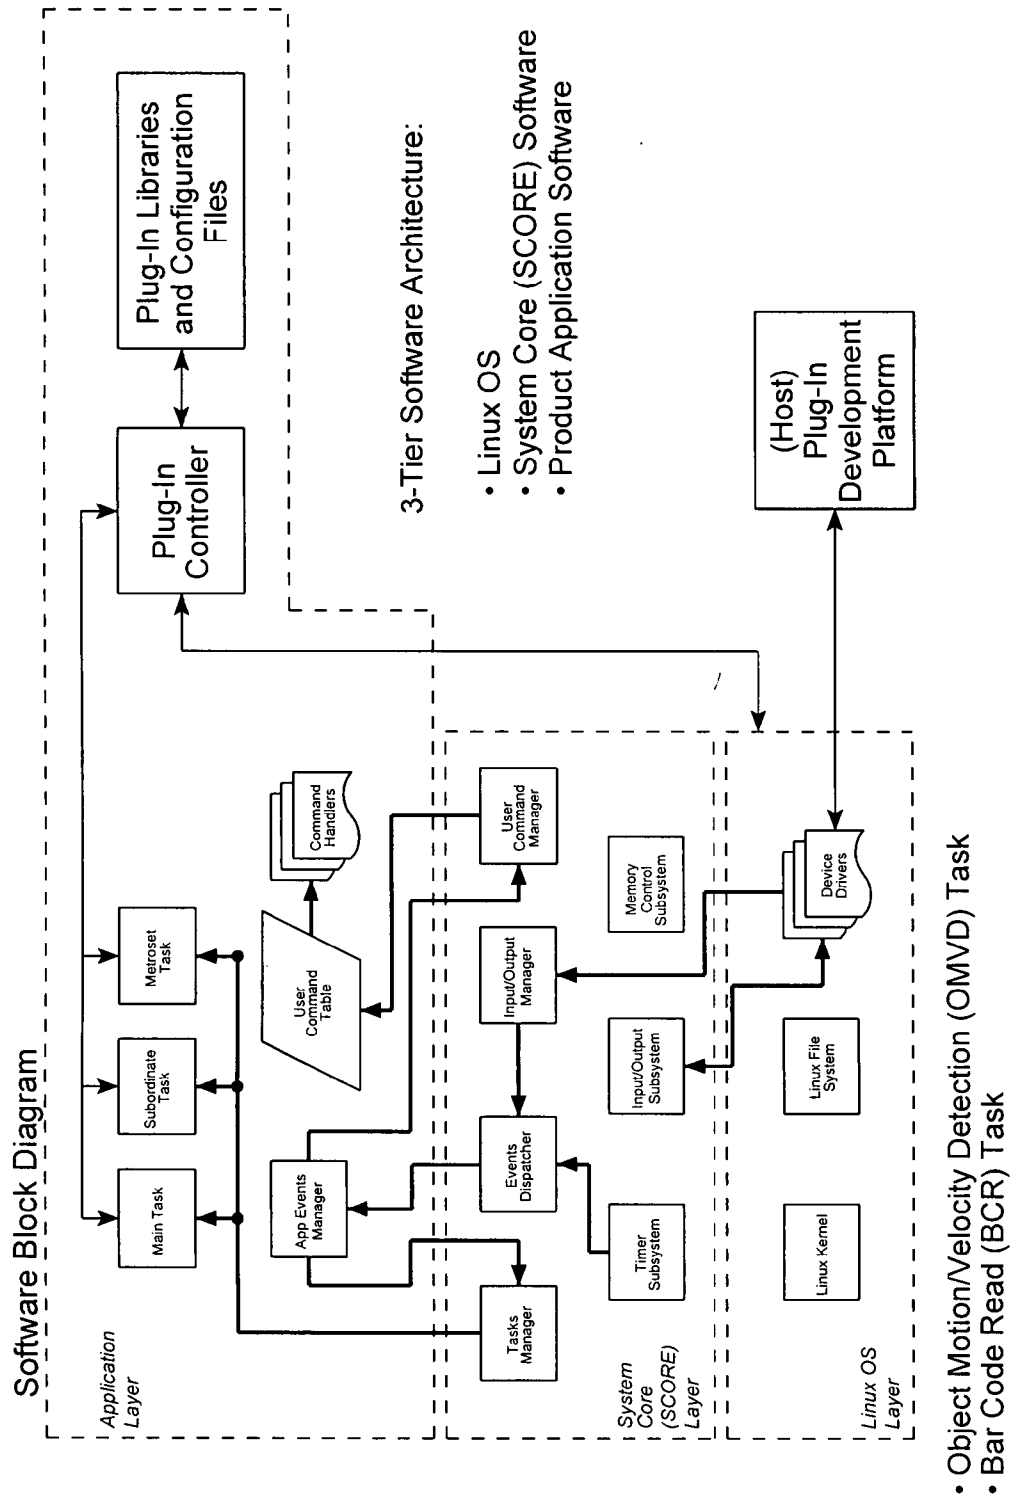 Software Block Diagram
Application
Layer
Main Task
Subordinate
Task
Metroset
Task
Plug-In
Controller
Plug-In Libraries
and Configuration
Files
App Events
Manager
User
Command
Table
Command
Handlers
3-Tier Software Architecture:
• Linux OS
• System Core (SCORE) Software
• Product Application Software
System
Core
(SCORE)
Layer
Tasks
Manager
Events
Dispatcher
Input/Output
Manager
User
Command
Manager
Timer
Subsystem
Input/Output
Subsystem
Memory
Control
Subsystem
Linux OS
Layer
Linux Kernel
Linux File
System
Device
Drivers
(Host)
Plug-In
Development
Platform
• Object Motion/Velocity Detection (OMVD) Task
• Bar Code Read (BCR) Task